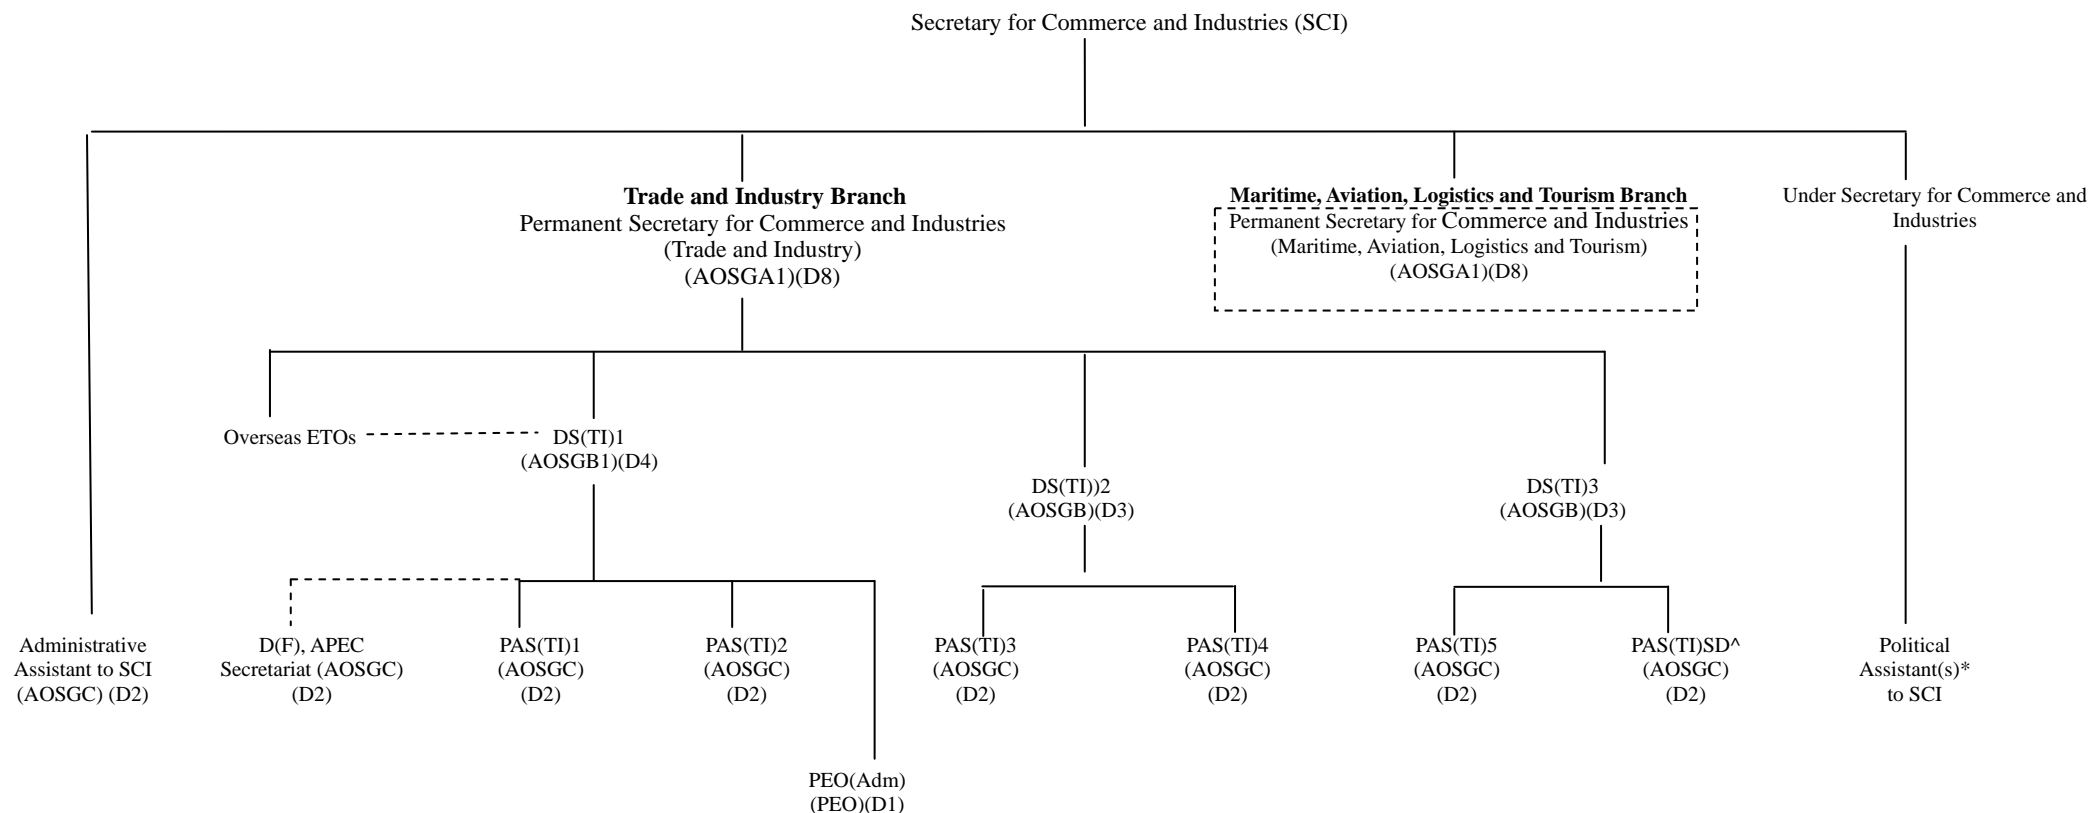 Secretary for Commerce and Industries (SCI)
Trade and Industry Branch
Permanent Secretary for Commerce and Industries
(Trade and Industry)
(AOSGA1)(D8)
Maritime, Aviation, Logistics and Tourism Branch
Permanent Secretary for Commerce and Industries
(Maritime, Aviation, Logistics and Tourism)
(AOSGA1)(D8)
Under Secretary for Commerce and
Industries
Overseas ETOs
DS(TI)1
(AOSGB1)(D4)
DS(TI))2
(AOSGB)(D3)
DS(TI)3
(AOSGB)(D3)
Administrative
Assistant to SCI
(AOSGC) (D2)
D(F), APEC
Secretariat (AOSGC)
(D2)
PAS(TI)1
(AOSGC)
(D2)
PAS(TI)2
(AOSGC)
(D2)
PAS(TI)3
(AOSGC)
(D2)
PAS(TI)4
(AOSGC)
(D2)
PAS(TI)5
(AOSGC)
(D2)
PAS(TI)SD^
(AOSGC)
(D2)
Political
Assistant(s)*
to SCI
PEO(Adm)
(PEO)(D1)